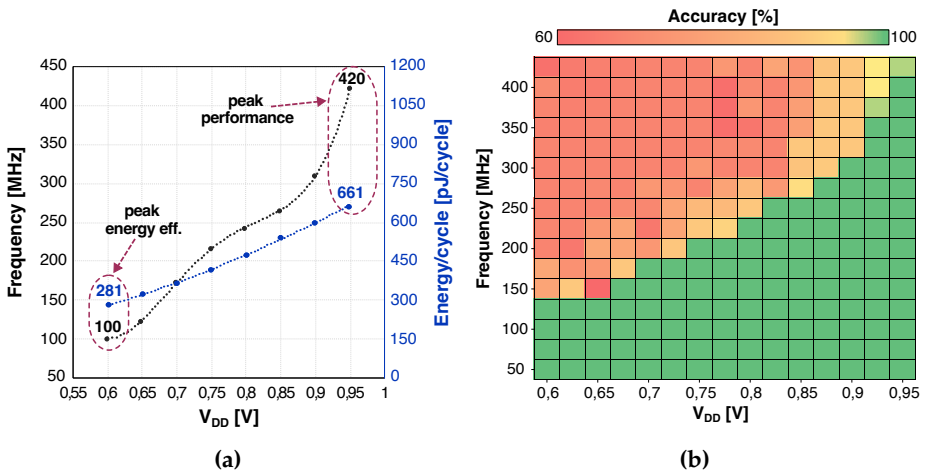 Accuracy [%]
60
100
450
400
350
300
250
200
150
100
50
Frequency [MHz]
1200
1050
900
750
600
450
300
150
0
Energy/cycle [pJ/cycle]
420
peak
performance
661
peak
energy eff.
281
100
0,55 0,6 0,65 0,7 0,75 0,8 0,85 0,9 0,95 1
VDD [V]
(a)
400
350
300
250
200
150
100
50
Frequency [MHz]
0,6 0,65 0,7 0,75 0,8 0,85 0,9 0,95
VDD [V]
(b)